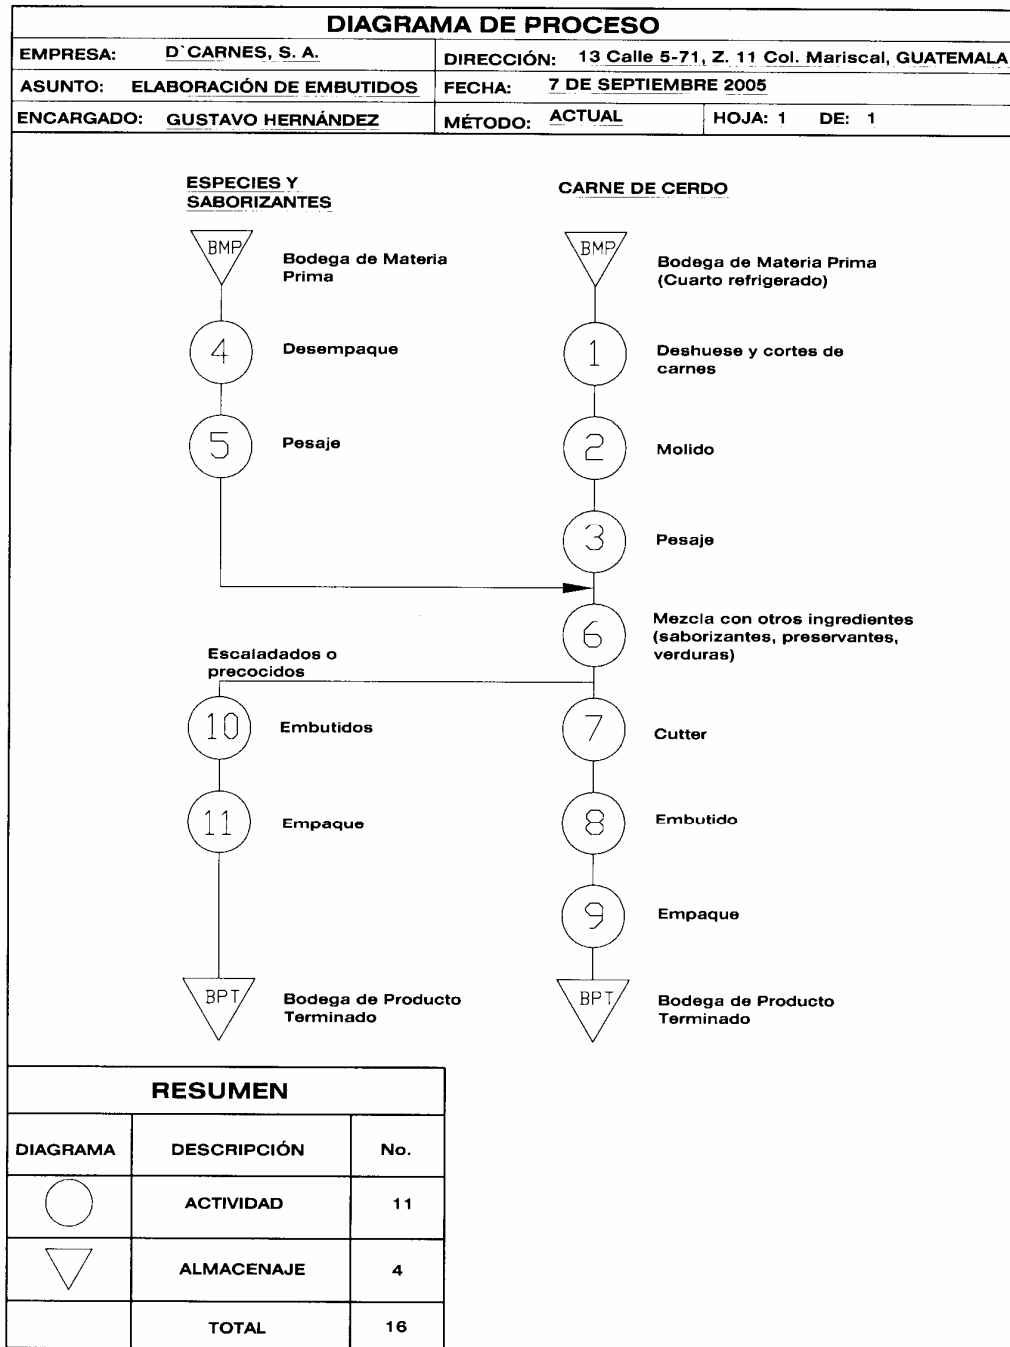 DIAGRAMA DE PROCESO
EMPRESA: D`CARNES, S. A.
DIRECCIÓN: 13 Calle 5-71, Z. 11 Col. Mariscal, GUATEMALA
ASUNTO: ELABORACIÓN DE EMBUTIDOS
FECHA: 7 DE SEPTIEMBRE 2005
ENCARGADO: GUSTAVO HERNÁNDEZ
MÉTODO: ACTUAL
HOJA: 1 DE: 1
ESPECIES Y
SABORIZANTES
BMP
Bodega de Materia
Prima
4
Desempaque
5
Pesaje
CARNE DE CERDO
BMP
Bodega de Materia Prima
(Cuarto refrigerado)
1
Deshuese y cortes de
carnes
2
Molido
3
Pesaje
6
Mezcla con otros ingredientes
(saborizantes, preservantes,
verduras)
Escaladados o
precocidos
10
Embutidos
11
Empaque
BPT
Bodega de Producto
Terminado
7
Cutter
8
Embutido
9
Empaque
BPT
Bodega de Producto
Terminado
RESUMEN
DIAGRAMA DESCRIPCIÓN No.
ACTIVIDAD 11
ALMACENAJE 4
TOTAL 16